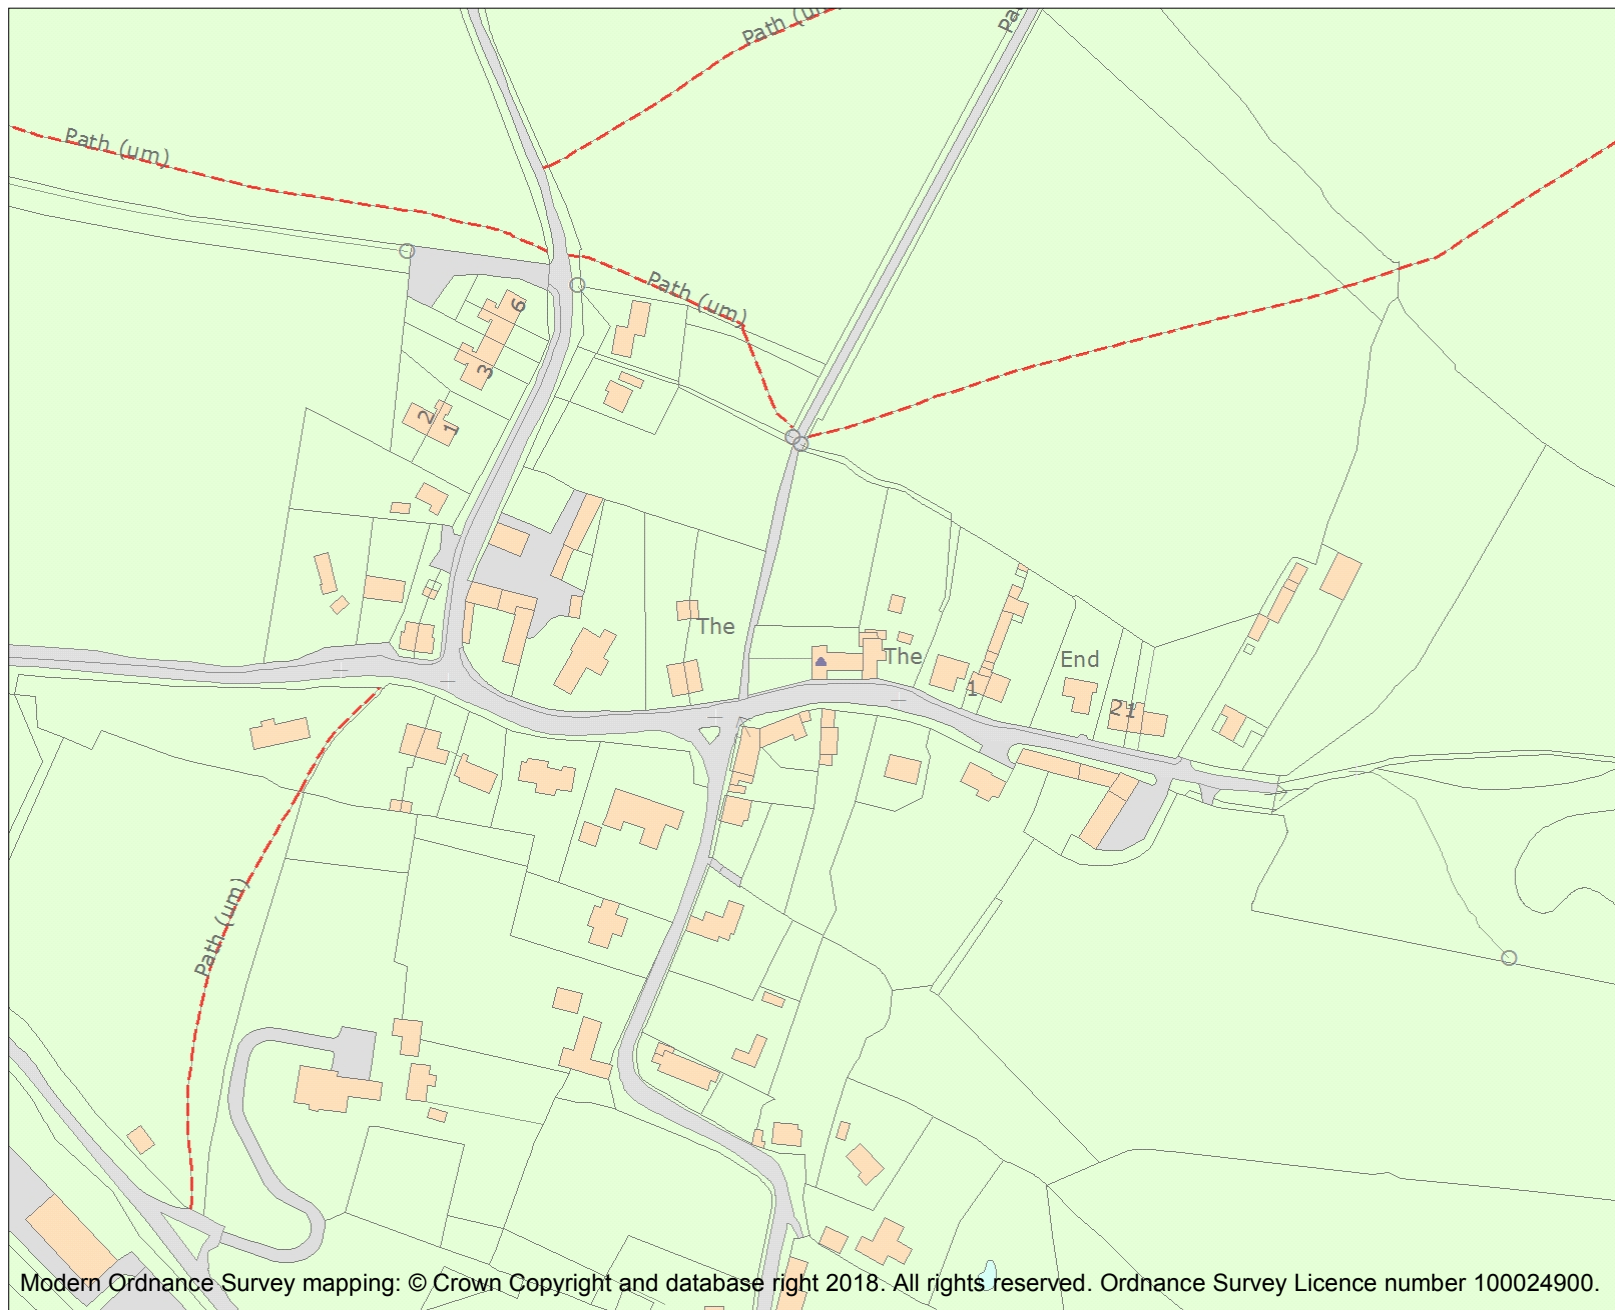 Path (um)
Path (um)
Path (um)
6
3
2
1
The
The
End
1
21
Path (um)
Modern Ordnance Survey mapping: © Crown Copyright and database right 2018. All rights reserved. Ordnance Survey Licence number 100024900.